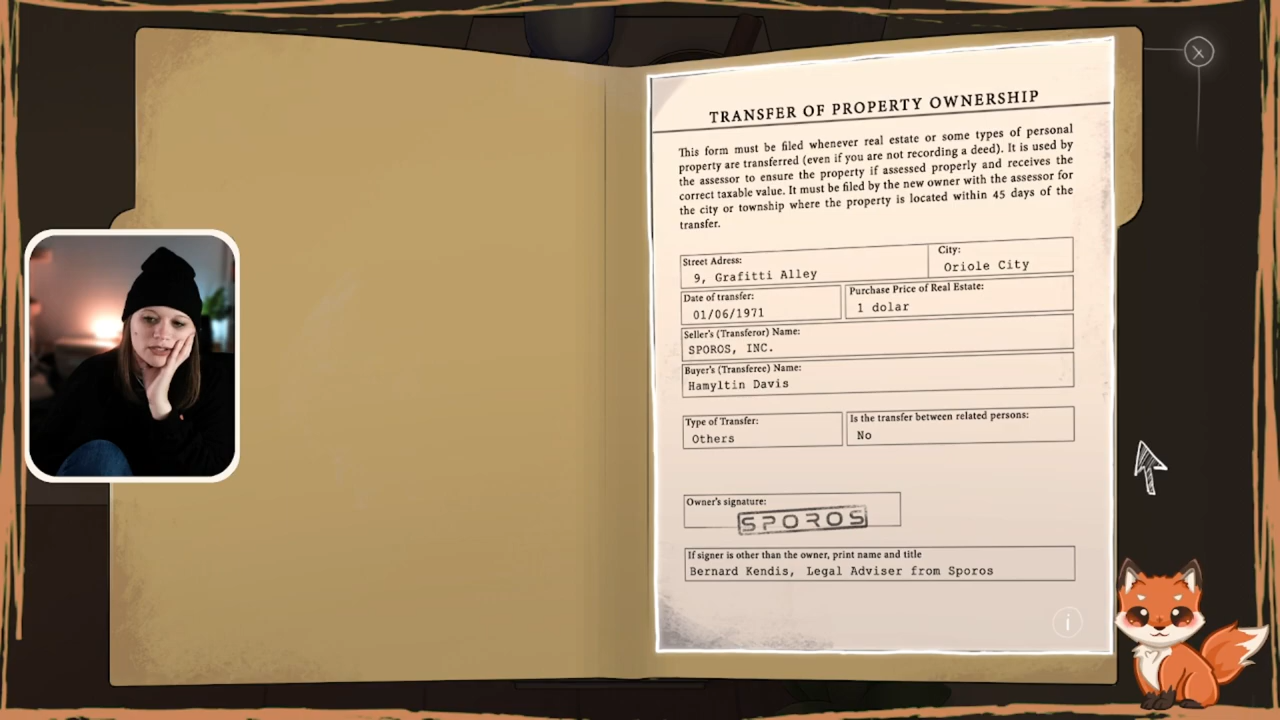 TRANSFER OF PROPERTY OWNERSHIP
This form must be filed whenever real estate or some types of personal
property are transferred (even if you are not recording a deed). It is used by
the assessor to ensure the property if assessed properly and receives the
correct taxable value. It must be filed by the new owner with the assessor for
the city or township where the property is located within 45 days of the
transfer.
Street Adress:
9, Grafitti Alley
City:
Oriole City
Date of transfer:
01/06/1971
Purchase Price of Real Estate:
1 dolar
Seller's (Transferor) Name:
SPOROS, INC.
Buyer's (Transferee) Name:
Hamyltin Davis
Type of Transfer:
Others
Is the transfer between related persons:
No
Owner's signature:
SPOROS
If signer is other than the owner, print name and title
Bernard Kendis, Legal Adviser from Sporos
i